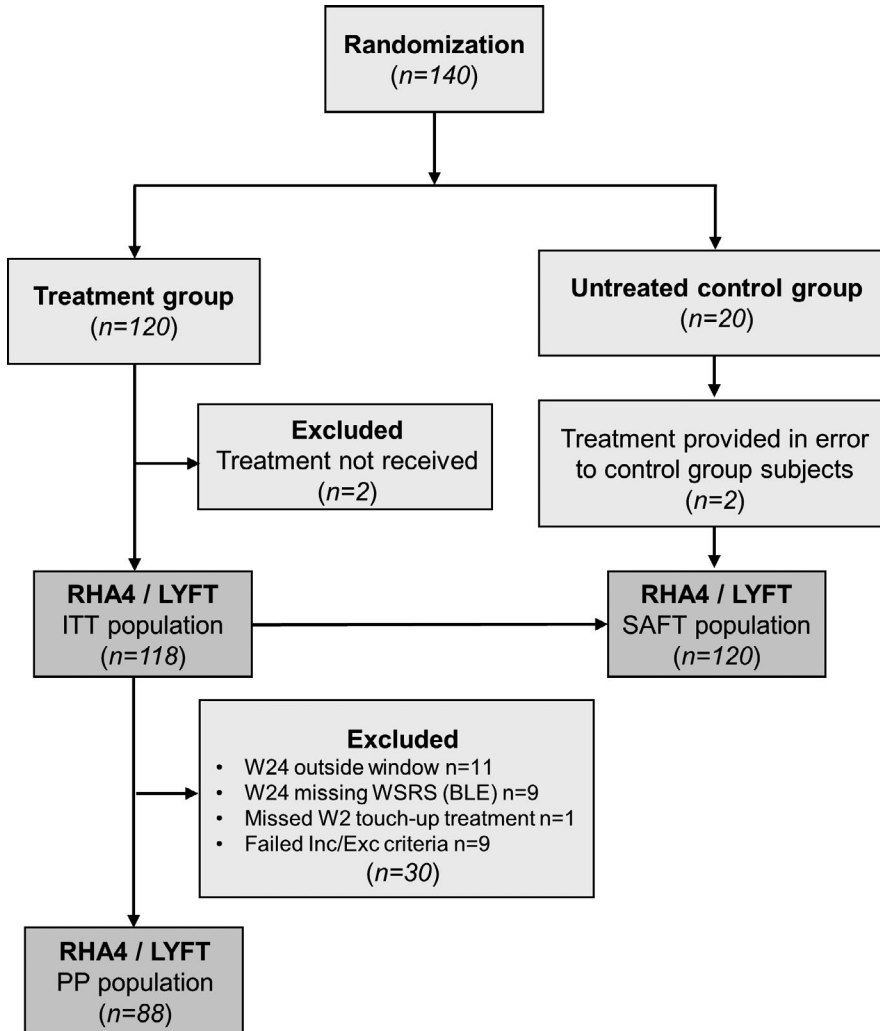 Randomization
(n=140)
Treatment group
(n=120)
Untreated control group
(n=20)
Excluded
Treatment not received
(n=2)
Treatment provided in error
to control group subjects
(n=2)
RHA4 / LYFT
ITT population
(n=118)
RHA4 / LYFT
SAFT population
(n=120)
Excluded
• W24 outside window n=11
• W24 missing WSRS (BLE) n=9
• Missed W2 touch-up treatment n=1
• Failed Inc/Exc criteria n=9
(n=30)
RHA4 / LYFT
PP population
(n=88)